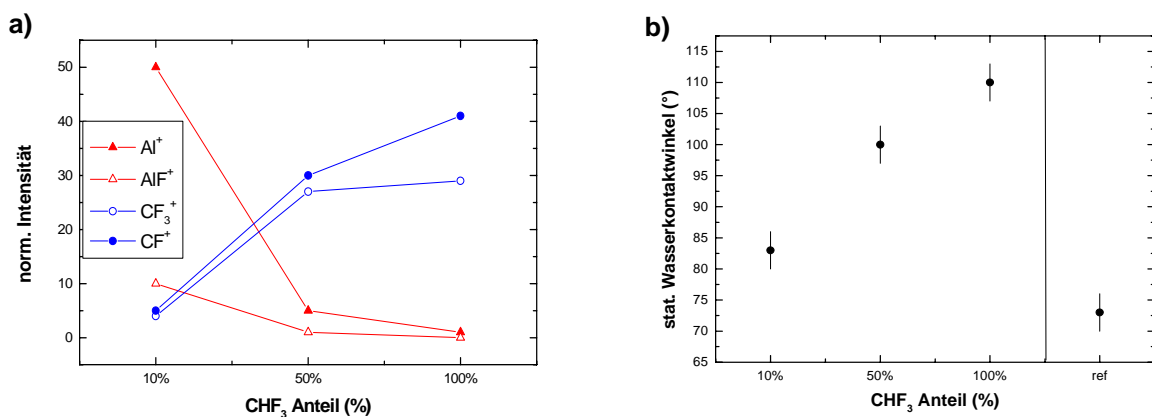 a)
norm. Intensität
50
40
30
20
10
0
Al⁺
AlF⁺
CF₃⁺
CF⁺
10% 50% 100%
CHF₃ Anteil (%)
b)
stat. Wasserkontaktwinkel (°)
115
110
105
100
95
90
85
80
75
70
65
10% 50% 100% ref
CHF₃ Anteil (%)